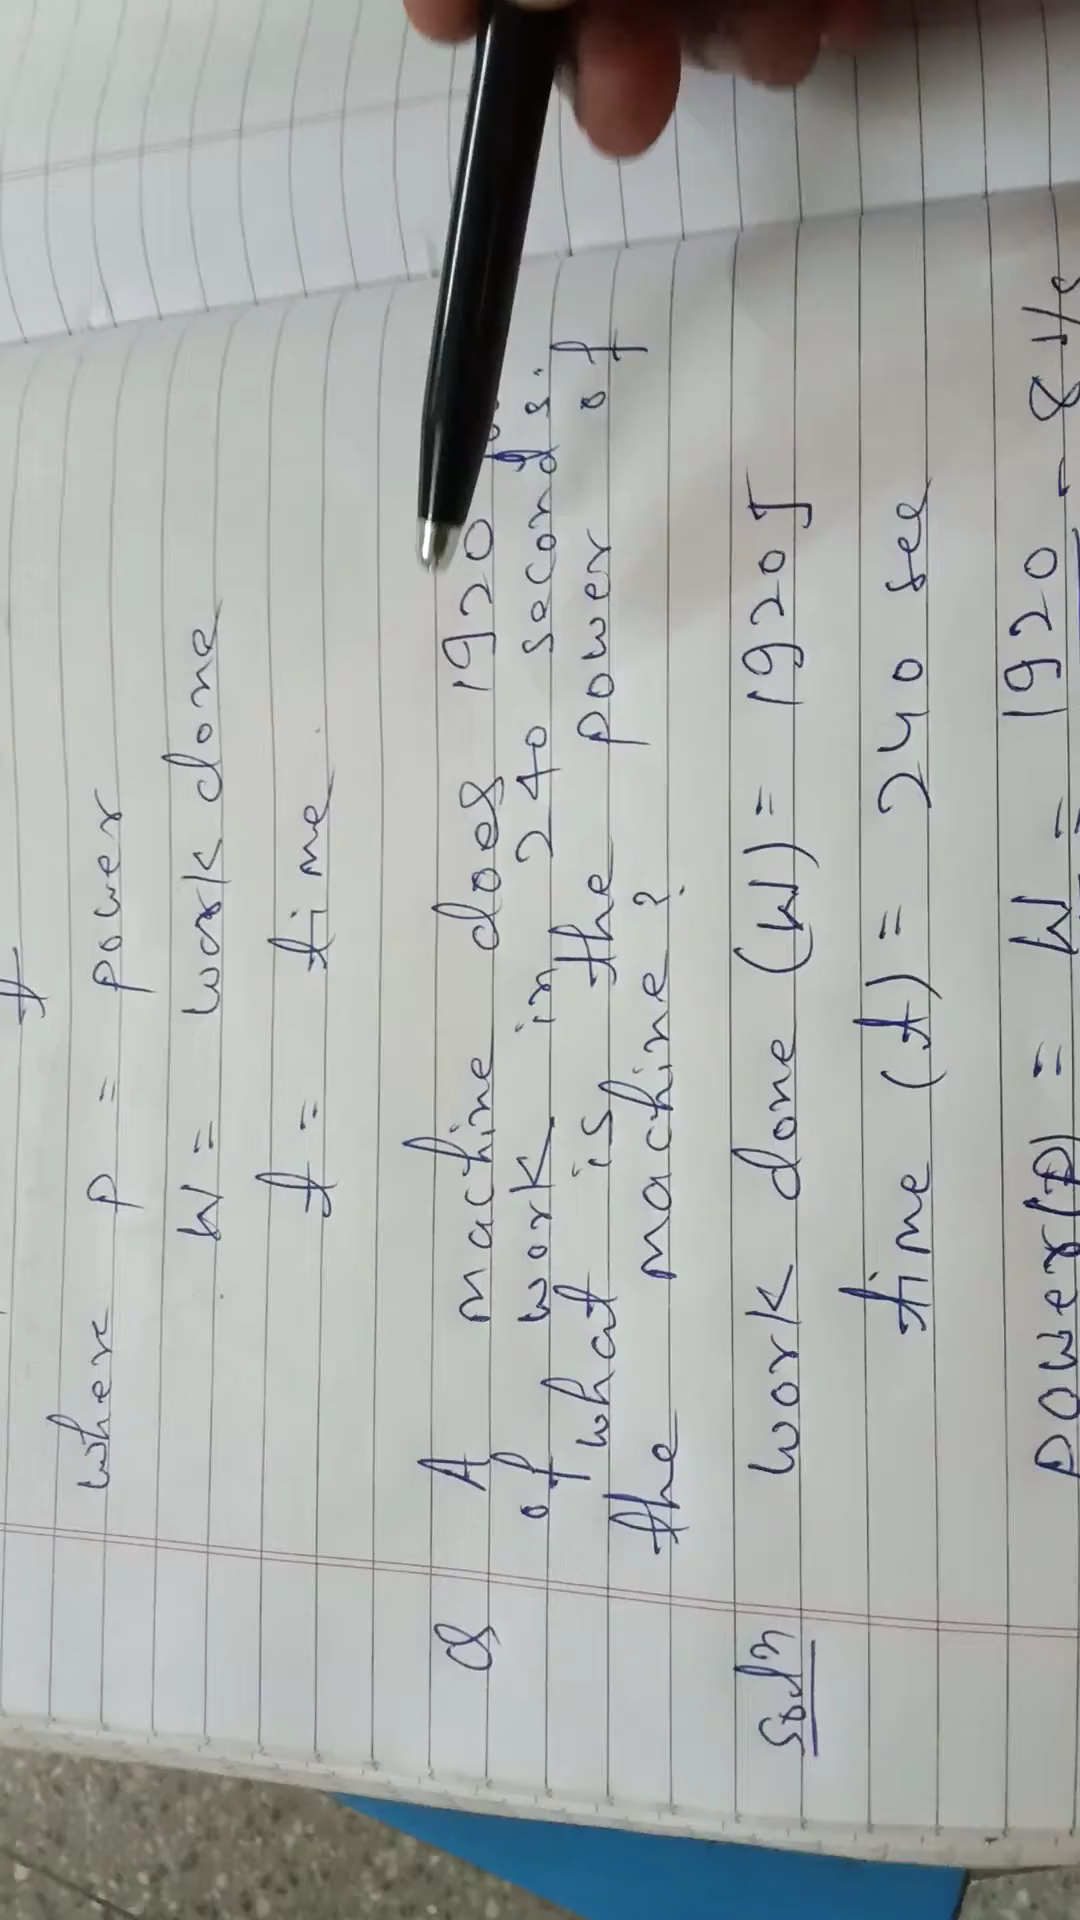 t
where P = power
W = work done
t = time
Q A machine does 1920
of work in 240 seconds.
what is the power of
the machine?
Soln work done (W) = 1920 J
time (t) = 240 sec
power(P) = W = 1920 - 8 J/s